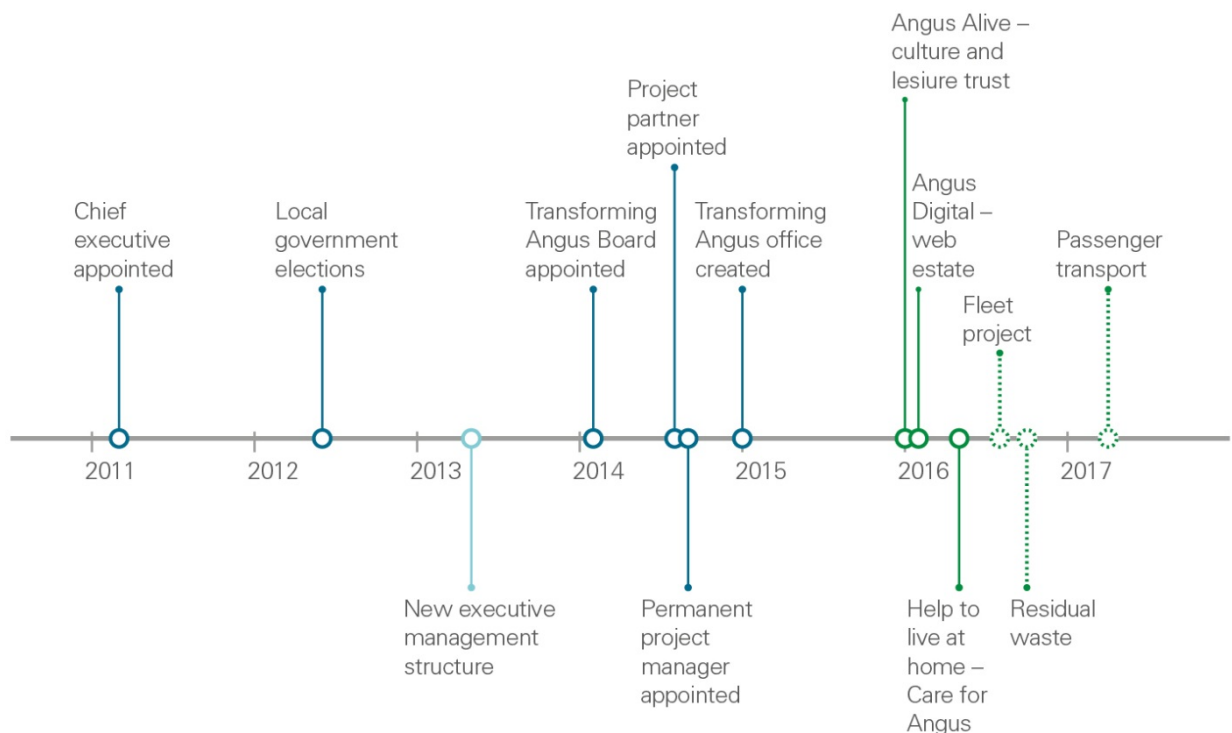 Angus Alive –
culture and
lesiure trust
Project
partner
appointed
Chief
executive
appointed
Local
government
elections
Transforming
Angus Board
appointed
Transforming
Angus office
created
Angus
Digital –
web
estate
Passenger
transport
Fleet
project
2011
2012
2013
2014
2015
2016
2017
New executive
management
structure
Permanent
project
manager
appointed
Help to
live at
home –
Care for
Angus
Residual
waste